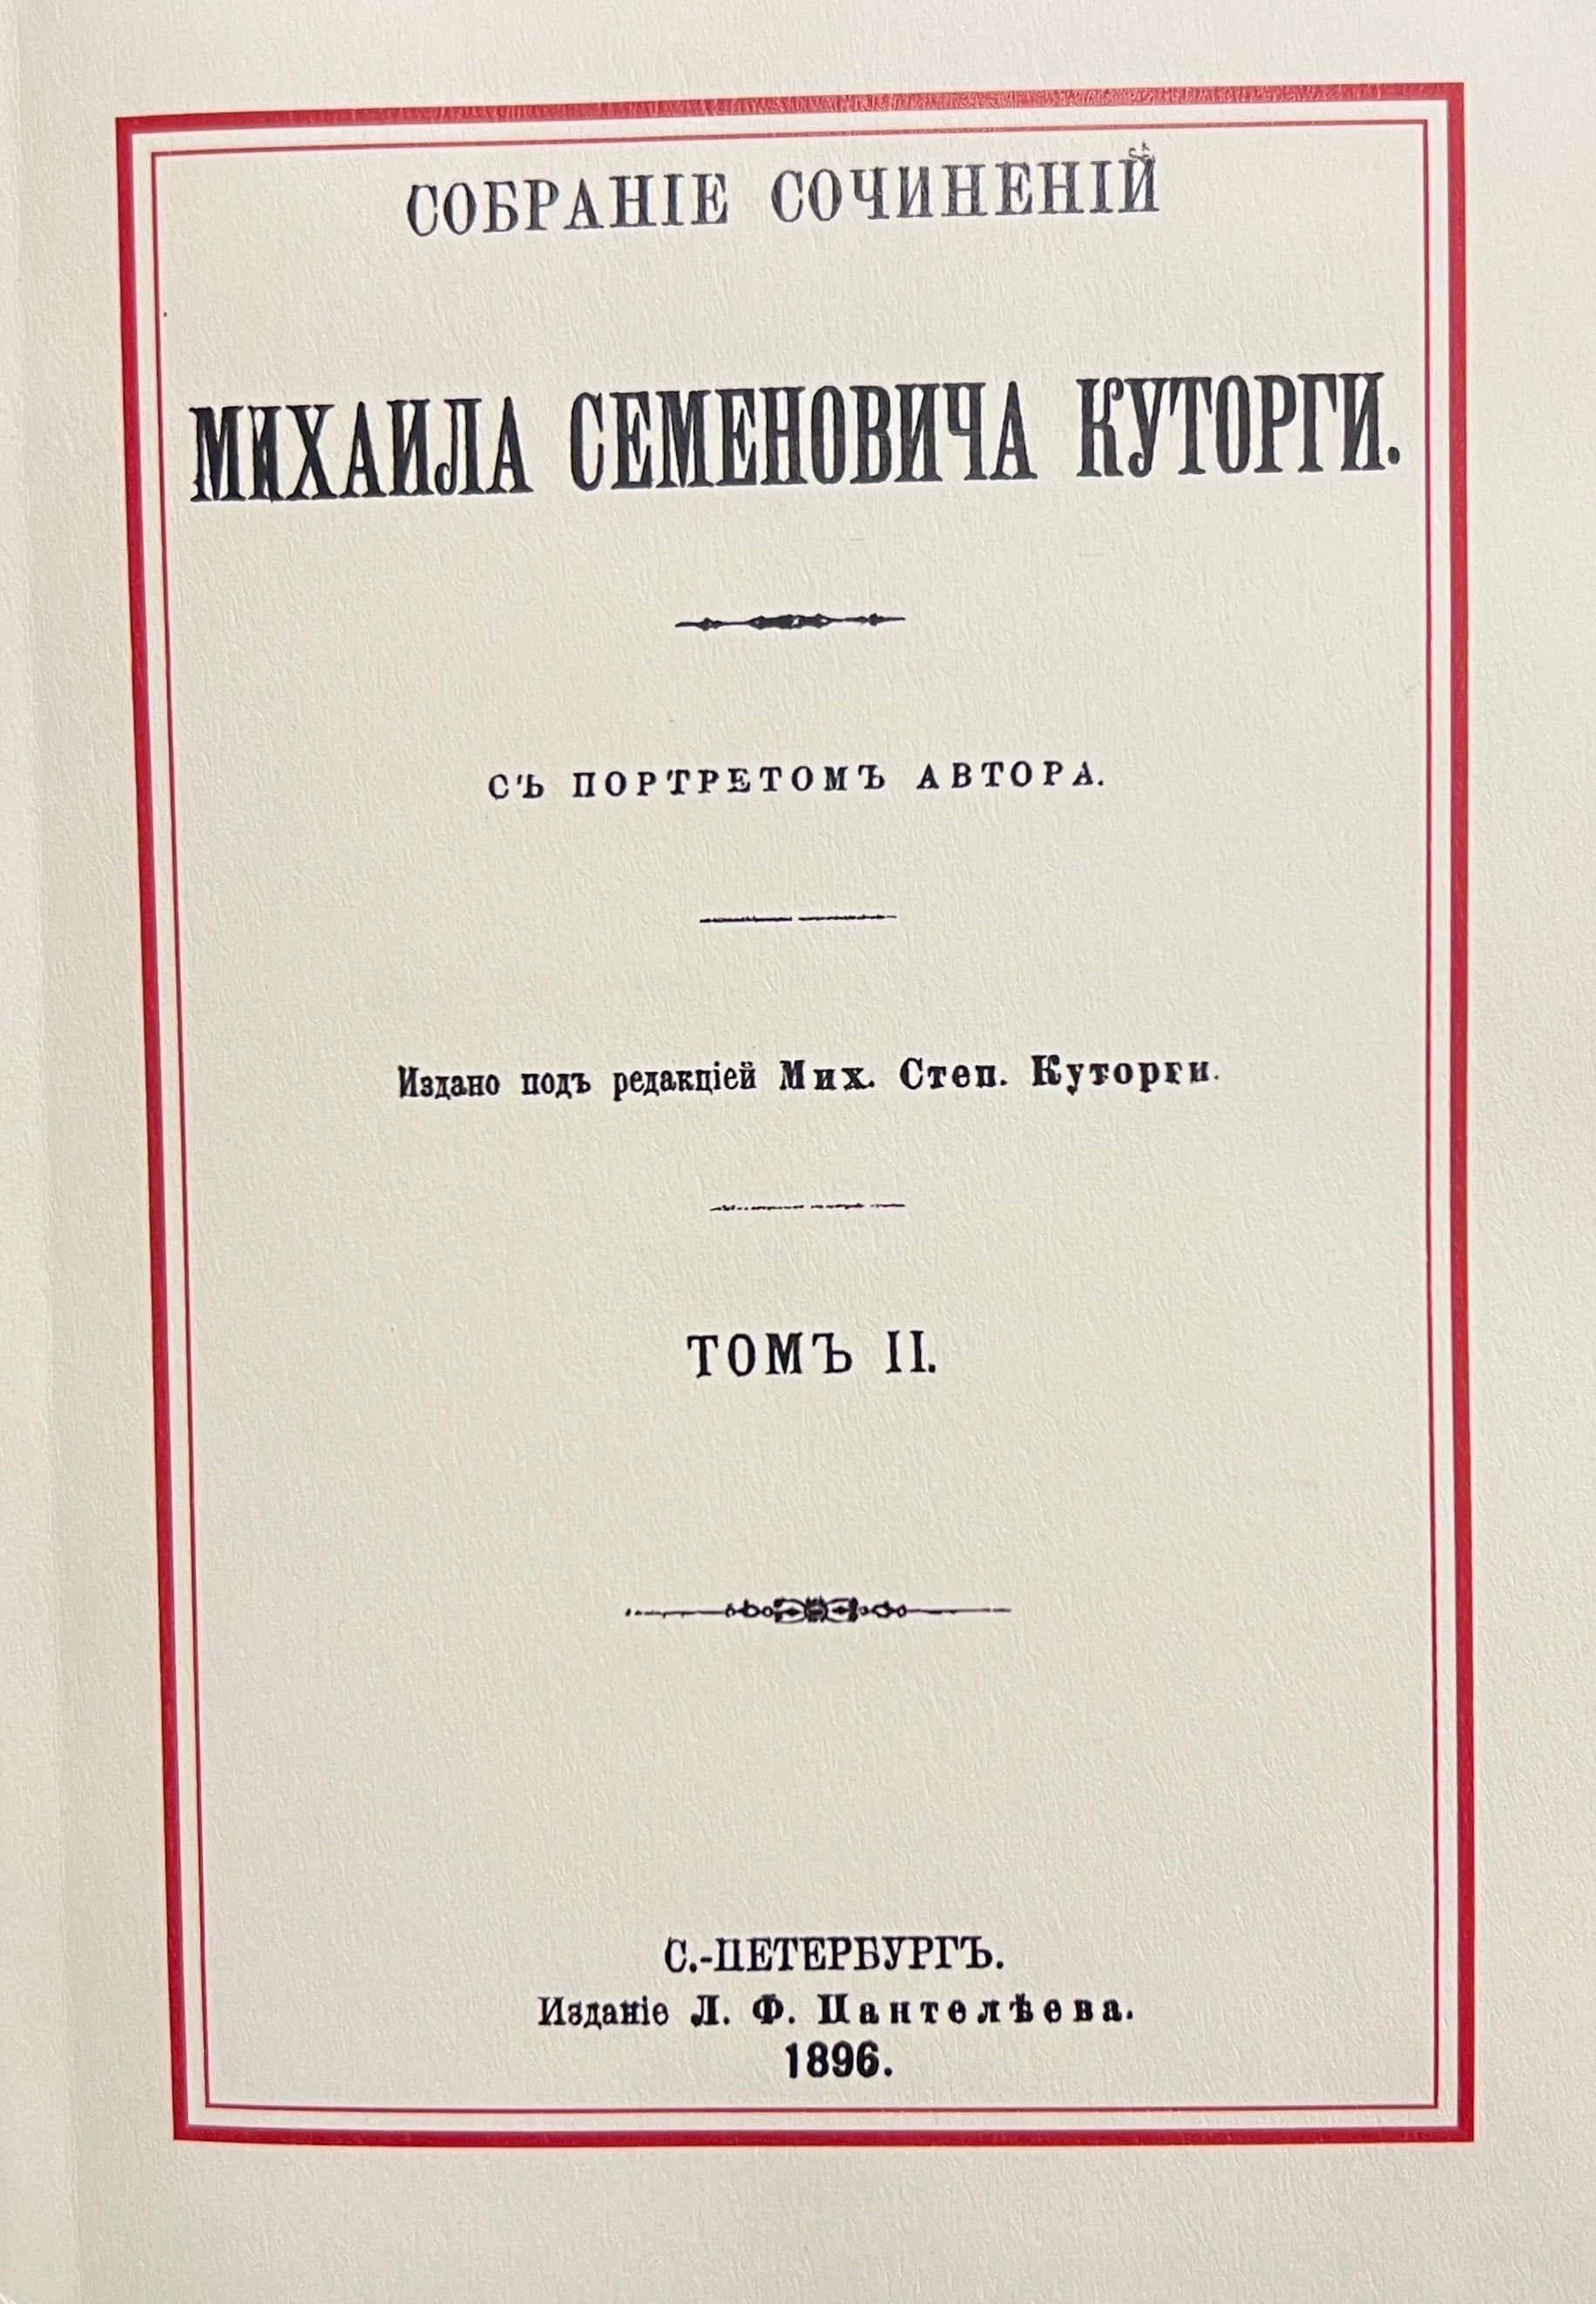 СОБРАНІЕ СОЧИНЕНІЙ
МИХАИЛА СЕМЕНОВИЧА КУТОРГИ.
СЪ ПОРТРЕТОМЪ АВТОРА.
Издано подъ редакціей Мих. Степ. Куторги.
ТОМЪ II.
С.-ПЕТЕРБУРГЪ.
Изданіе Л. Ф. Пантелѣева.
1896.